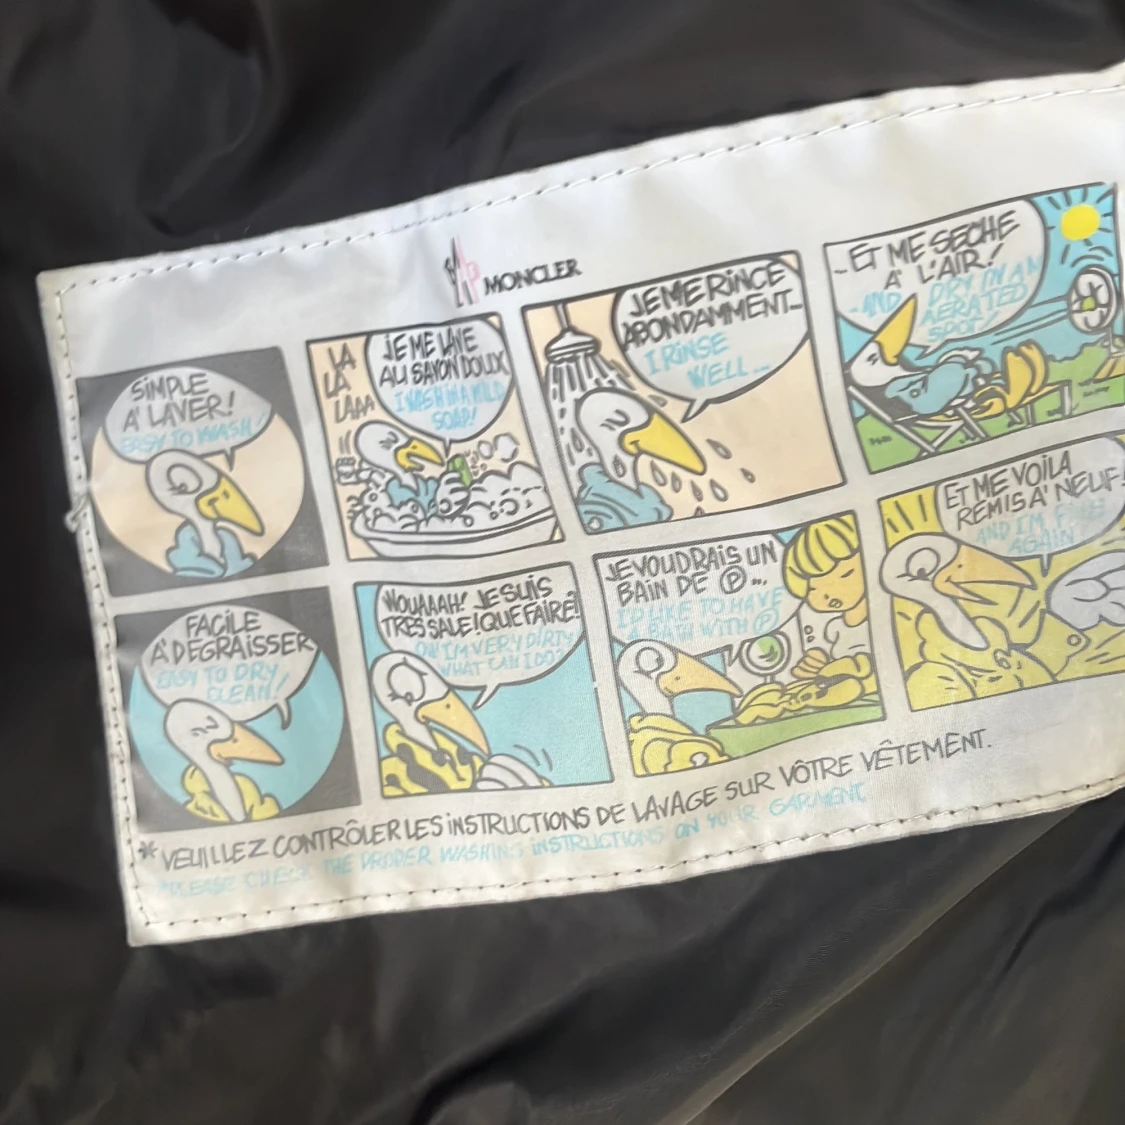 MONCLER
SIMPLE
A' LAVER!
EASY TO WASH!
LA
LA
LAAA
JE ME LAVE
AU SAVON DOUX
I WASH IN A MILD
SOAP!
JE ME RINCE
ABONDAMMENT...
I RINSE
WELL...
...ET ME SECHE
A' L'AIR!
...AND DRY IN AN
AERATED
SPOT
FACILE
A' DEGRAISSER
EASY TO DRY
CLEAN!
WOUAAAH! JE SUIS
TRES SALE! QUE FAIRE?
OH I'M VERY DIRTY
WHAT CAN I DO?
JE VOUDRAIS UN
BAIN DE Ⓟ...
I'D LIKE TO HAVE
A BATH WITH Ⓟ
ET ME VOILA
REMIS A' NEUF!
AND I'M FINE
AGAIN!
*VEUILLEZ CONTRÔLER LES INSTRUCTIONS DE LAVAGE SUR VÔTRE VÊTEMENT.
PLEASE CHECK THE PROPER WASHING INSTRUCTIONS ON YOUR GARMENT.